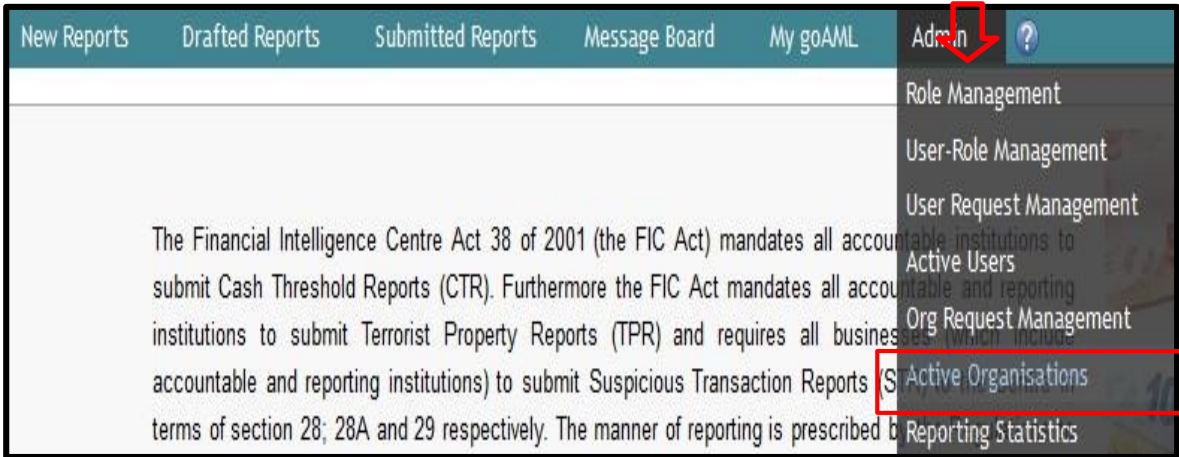 New Reports Drafted Reports Submitted Reports Message Board My goAML Admin ?
Role Management
User-Role Management
User Request Management
The Financial Intelligence Centre Act 38 of 2001 (the FIC Act) mandates all accountable institutions to
Active Users
submit Cash Threshold Reports (CTR). Furthermore the FIC Act mandates all accountable and reporting
Org Request Management
institutions to submit Terrorist Property Reports (TPR) and requires all businesses (which include
Active Organisations
accountable and reporting institutions) to submit Suspicious Transaction Reports
Reporting Statistics
terms of section 28; 28A and 29 respectively. The manner of reporting is prescribed